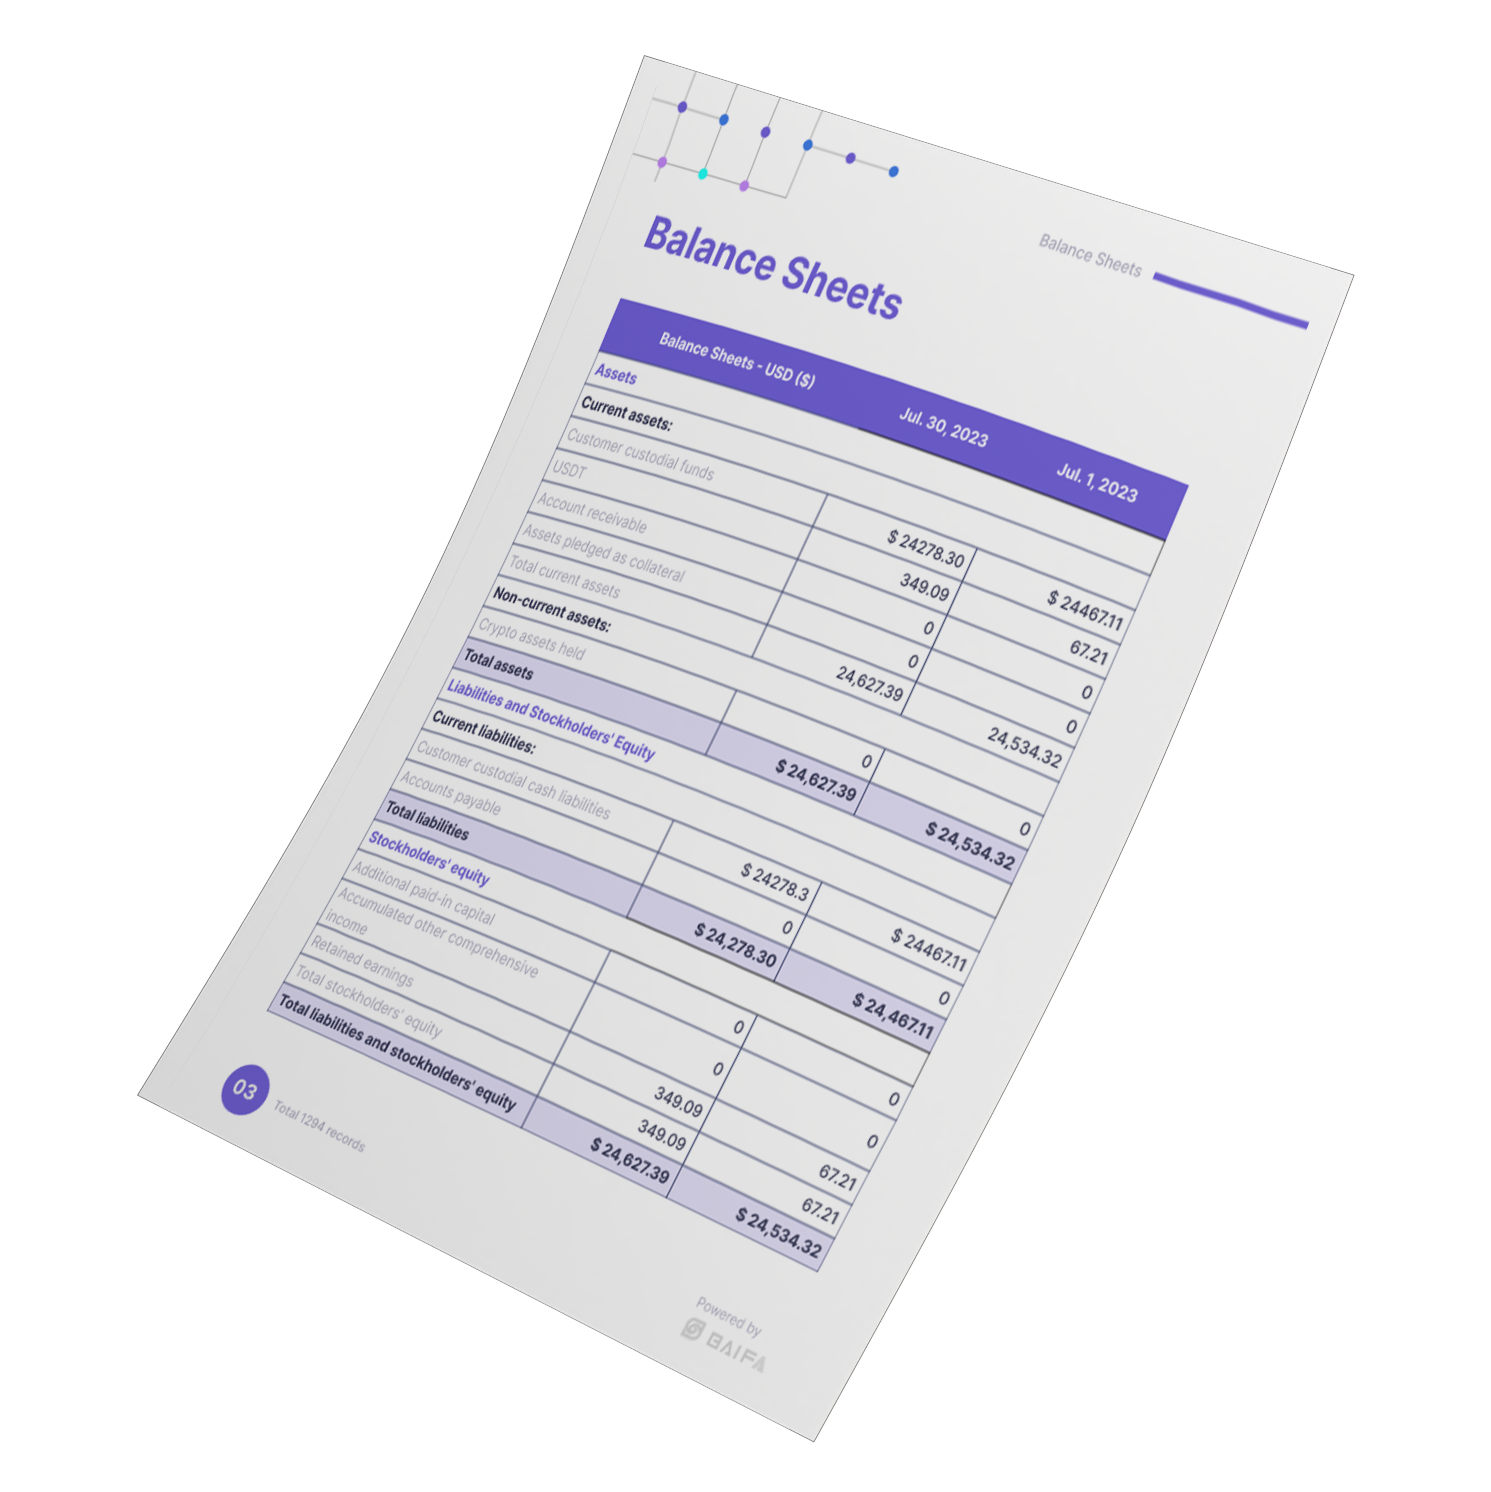 Balance Sheets
Balance Sheets
Balance Sheets - USD ($) Jul. 30, 2023 Jul. 1, 2023
Assets
Current assets:
Customer custodial funds $ 24278.30 $ 24467.11
USDT 349.09 67.21
Account receivable 0 0
Assets pledged as collateral 0 0
Total current assets 24,627.39 24,534.32
Non-current assets:
Crypto assets held 0 0
Total assets $ 24,627.39 $ 24,534.32
Liabilities and Stockholders' Equity
Current liabilities:
Customer custodial cash liabilities $ 24278.3 $ 24467.11
Accounts payable 0 0
Total liabilities $ 24,278.30 $ 24,467.11
Stockholders' equity
Additional paid-in capital 0 0
Accumulated other comprehensive
income 0 0
Retained earnings 349.09 67.21
Total stockholders' equity 349.09 67.21
Total liabilities and stockholders' equity $ 24,627.39 $ 24,534.32
03 Total 1294 records
Powered by
BAIFA